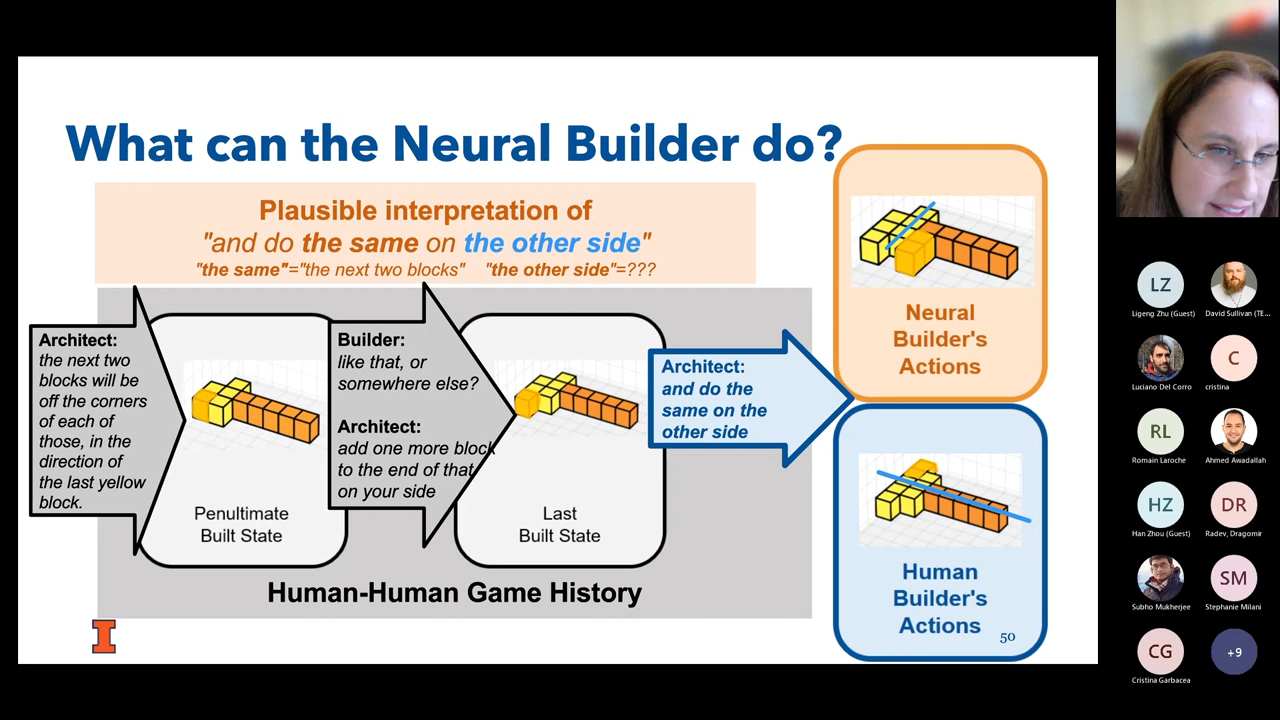 What can the Neural Builder do?
Plausible interpretation of
"and do the same on the other side"
"the same"="the next two blocks" "the other side"=???
Architect:
the next two
blocks will be
off the corners
of each of
those, in the
direction of
the last yellow
block.
Penultimate
Built State
Builder:
like that, or
somewhere else?
Architect:
add one more block
to the end of that
on your side
Last
Built State
Architect:
and do the
same on the
other side
Human-Human Game History
Neural
Builder's
Actions
Human
Builder's
Actions
50
I
LZ
Ligeng Zhu (Guest)
David Sullivan (TE...
Luciano Del Corro
C
cristina
RL
Romain Laroche
Ahmed Awadallah
HZ
Han Zhou (Guest)
DR
Radev, Dragomir
Subho Mukherjee
SM
Stephanie Milani
CG
Cristina Garbacea
+9